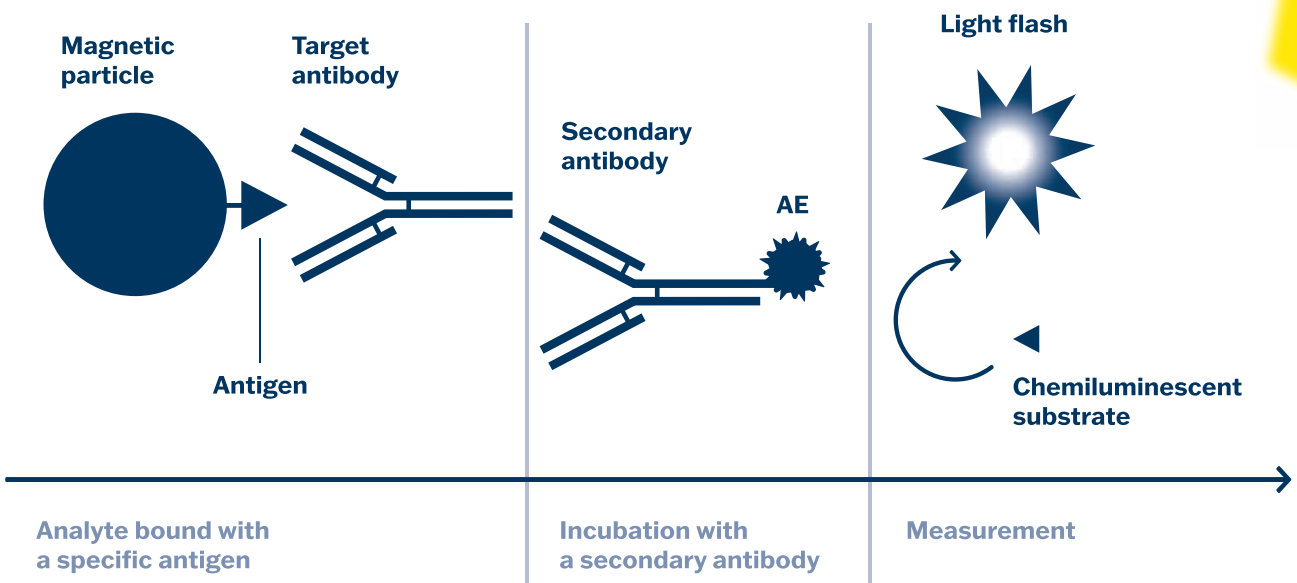 Magnetic
particle
Target
antibody
Antigen
Secondary
antibody
AE
Light flash
Chemiluminescent
substrate
Analyte bound with
a specific antigen
Incubation with
a secondary antibody
Measurement